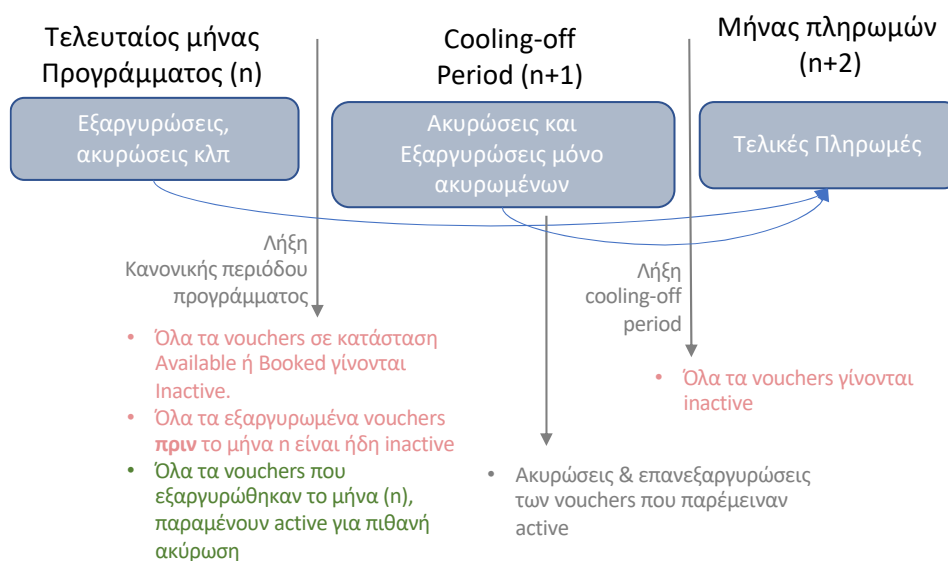 Τελευταίος μήνας
Προγράμματος (n)
Cooling-off
Period (n+1)
Μήνας πληρωμών
(n+2)
Εξαργυρώσεις,
ακυρώσεις κλπ
Ακυρώσεις και
Εξαργυρώσεις μόνο
ακυρωμένων
Τελικές Πληρωμές
Λήξη
Κανονικής περιόδου
προγράμματος
Λήξη
cooling-off
period
• Όλα τα vouchers σε κατάσταση
Available ή Booked γίνονται
Inactive.
• Όλα τα εξαργυρωμένα vouchers
πριν το μήνα n είναι ήδη inactive
• Όλα τα vouchers που
εξαργυρώθηκαν το μήνα (n),
παραμένουν active για πιθανή
ακύρωση
• Όλα τα vouchers γίνονται
inactive
• Ακυρώσεις & επανεξαργυρώσεις
των vouchers που παρέμειναν
active